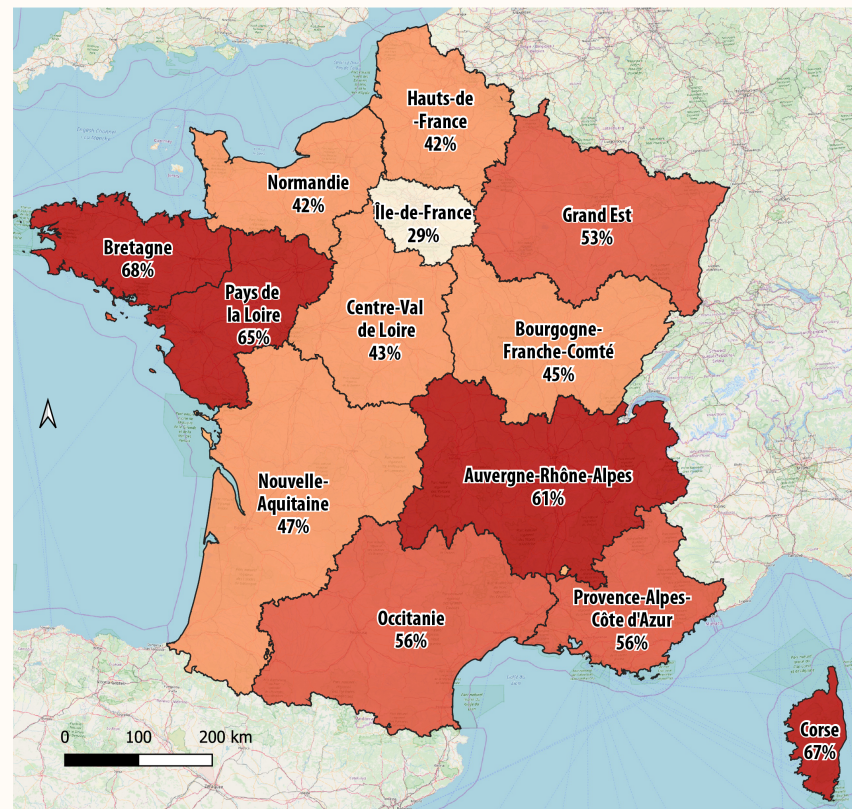 Hauts-de
-France
42%
Normandie
42%
Île-de-France
29%
Grand Est
53%
Bretagne
68%
Pays de
la Loire
65%
Centre-Val
de Loire
43%
Bourgogne-
Franche-Comté
45%
Auvergne-Rhône-Alpes
61%
Nouvelle-
Aquitaine
47%
Occitanie
56%
Provence-Alpes-
Côte d'Azur
56%
Corse
67%
0 100 200 km